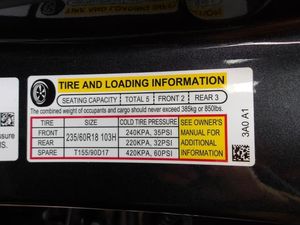 TIRE AND LOADING INFORMATION
SEATING CAPACITY TOTAL 5 FRONT 2 REAR 3
The combined weight of occupants and cargo should never exceed 385kg or 850lbs.
TIRE SIZE COLD TIRE PRESSURE
FRONT 235/60R18 103H 240KPA, 35PSI
REAR 220KPA, 32PSI
SPARE T155/90D17 420KPA, 60PSI
SEE OWNER'S
MANUAL FOR
ADDITIONAL
INFORMATION
3A0 A1